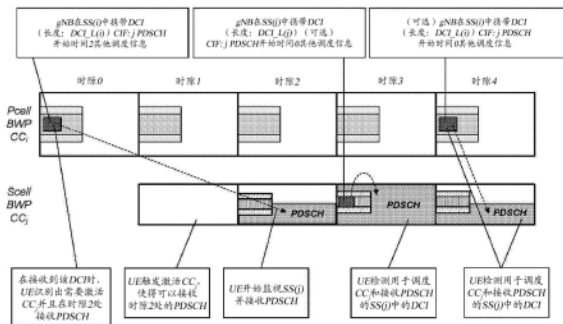 gNB在SS(i)中携带DCI
(长度：DCI_L(i)) CIF: j PDSCH
开始时间2其他调度信息
gNB在SS(j)中携带DCI
(长度：DCI_L(j)) (可选)
CIF: j PDSCH开始时间0其他调度信息
(可选) gNB在SS(i)中携带DCI
(长度：DCI_L(i)) CIF: j PDSCH
开始时间0其他调度信息
时隙0 时隙1 时隙2 时隙3 时隙4
Pcell
BWP
CCi
Scell
BWP
CCj
PDSCH
PDSCH
PDSCH
在接收到该DCI时,
UE识别出需要激活
CCj并且在时隙2处
接收PDSCH
UE触发激活CCj,
使得可以接收
时隙2处的PDSCH
UE开始监视SS(j)
并接收PDSCH
UE检测用于调度
CCj和接收PDSCH
的SS(j)中的DCI
UE检测用于调度
CCj和接收PDSCH
的SS(j)中的DCI